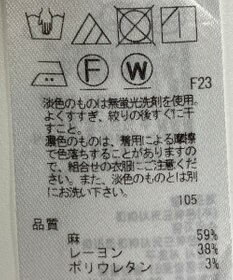 F W
F23
淡色のものは無蛍光洗剤を使用。
よくすすぎ、絞りの後すぐに干
すこと。
濃色のものは、着用による摩擦
で色落ちすることがありますの
で、組合せの衣服にご注意くださ
い。また、淡色のものとは別
にお洗い下さい。
105
品質
麻 59%
レーヨン 38%
ポリウレタン 3%